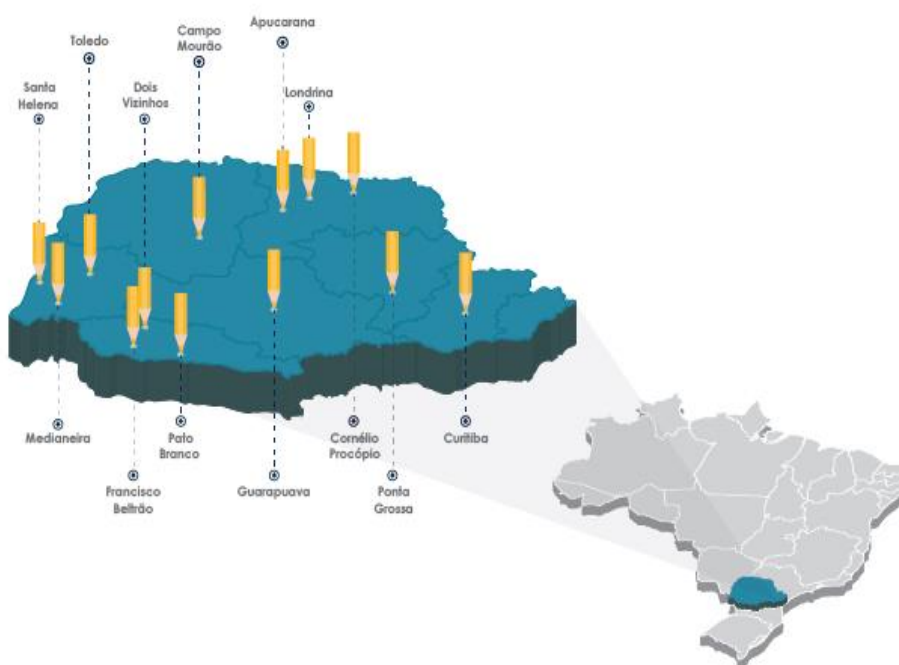 Apucarana
Campo
Mourão
Toledo
Dois
Vizinhos
Santa
Helena
Londrina
Medianeira
Pato
Branco
Cornélio
Procópio
Curitiba
Francisco
Beltrão
Guarapuava
Ponta
Grossa